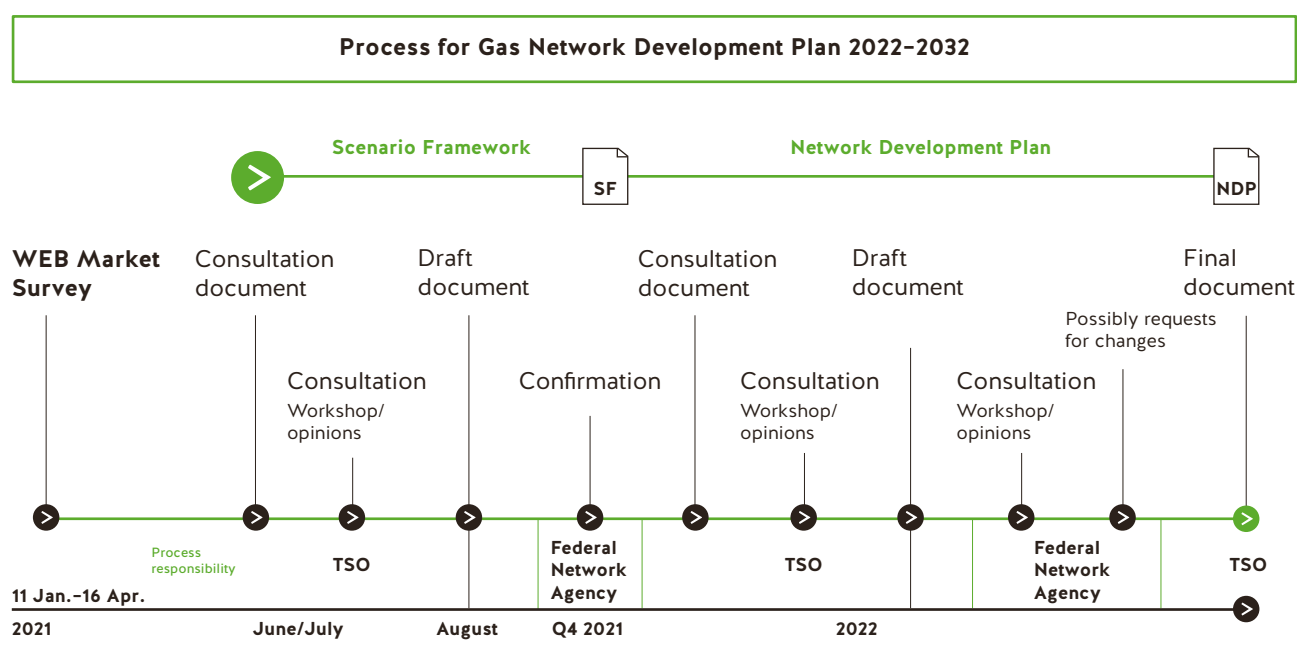 Process for Gas Network Development Plan 2022–2032
Scenario Framework
Network Development Plan
SF
NDP
WEB Market
Survey
Consultation
document
Draft
document
Consultation
document
Draft
document
Final
document
Possibly requests
for changes
Consultation
Workshop/
opinions
Confirmation
Consultation
Workshop/
opinions
Consultation
Workshop/
opinions
Process
responsibility
TSO
Federal
Network
Agency
TSO
Federal
Network
Agency
TSO
11 Jan.–16 Apr.
2021
June/July
August
Q4 2021
2022